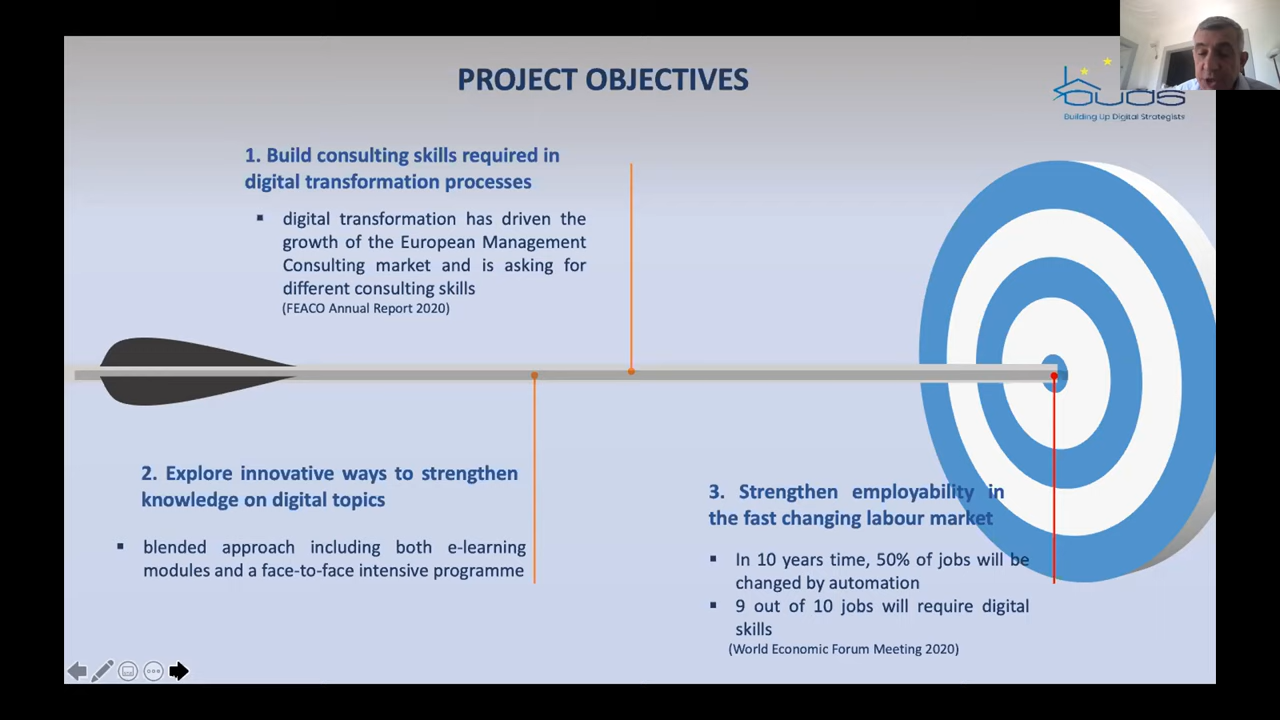 PROJECT OBJECTIVES
buds
Building Up Digital Strategists
1. Build consulting skills required in
digital transformation processes
▪ digital transformation has driven the
growth of the European Management
Consulting market and is asking for
different consulting skills
(FEACO Annual Report 2020)
2. Explore innovative ways to strengthen
knowledge on digital topics
▪ blended approach including both e-learning
modules and a face-to-face intensive programme
3. Strengthen employability in
the fast changing labour market
▪ In 10 years time, 50% of jobs will be
changed by automation
▪ 9 out of 10 jobs will require digital
skills
(World Economic Forum Meeting 2020)